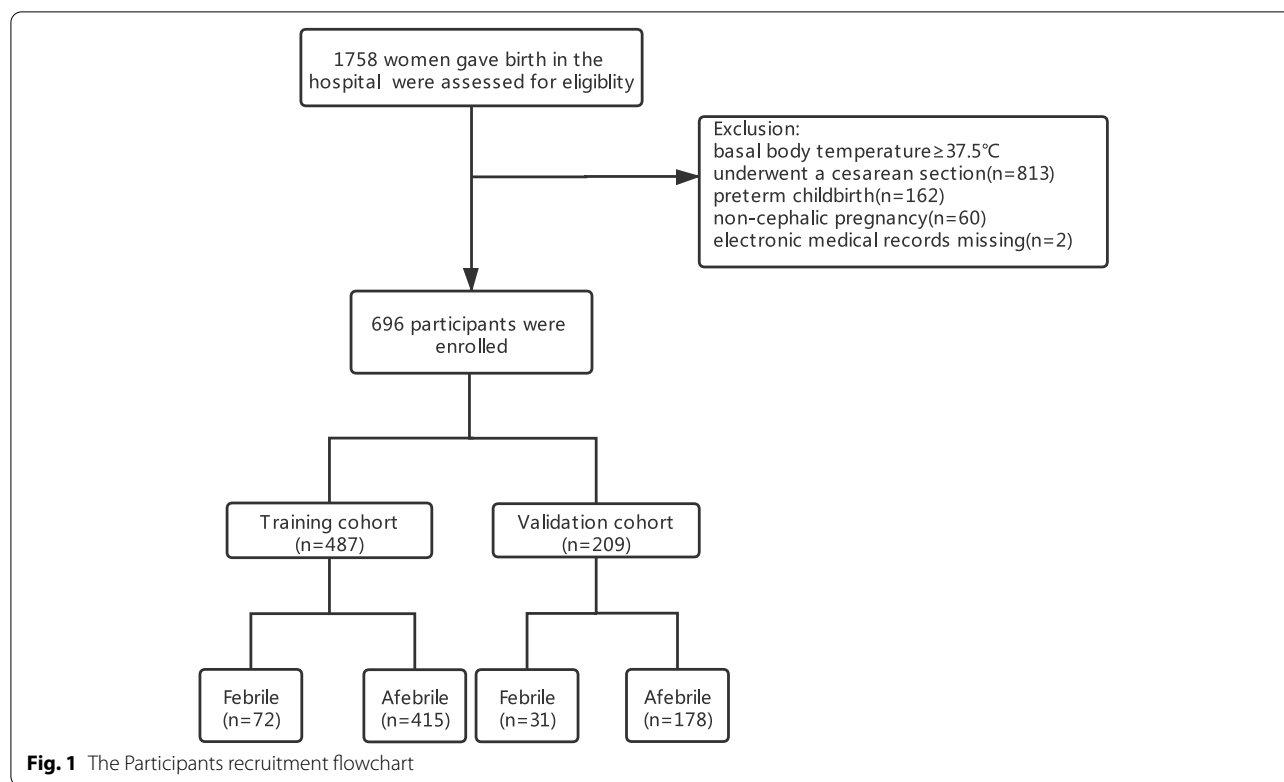 1758 women gave birth in the
hospital were assessed for eligiblity
Exclusion:
basal body temperature≥37.5℃
underwent a cesarean section(n=813)
preterm childbirth(n=162)
non-cephalic pregnancy(n=60)
electronic medical records missing(n=2)
696 participants were
enrolled
Training cohort
(n=487)
Validation cohort
(n=209)
Febrile
(n=72)
Afebrile
(n=415)
Febrile
(n=31)
Afebrile
(n=178)
Fig. 1 The Participants recruitment flowchart